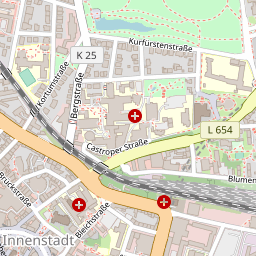 Kurfürstenstraße
K 25
Kortumstraße
Bergstraße
L 654
Castroper Straße
Blumen
Brückstraße
Bleichstraße
Innenstadt